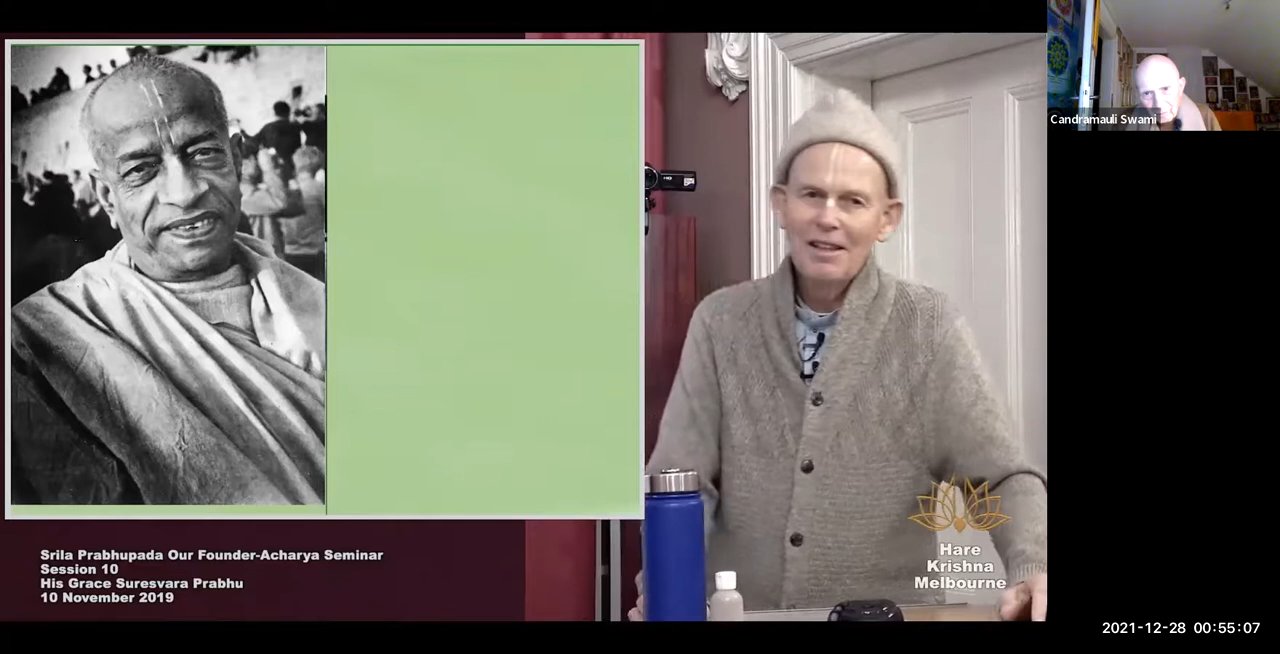 Candramauli Swami
HD
Srila Prabhupada Our Founder-Acharya Seminar
Session 10
His Grace Suresvara Prabhu
10 November 2019
Hare
Krishna
Melbourne
2021-12-28 00:55:07